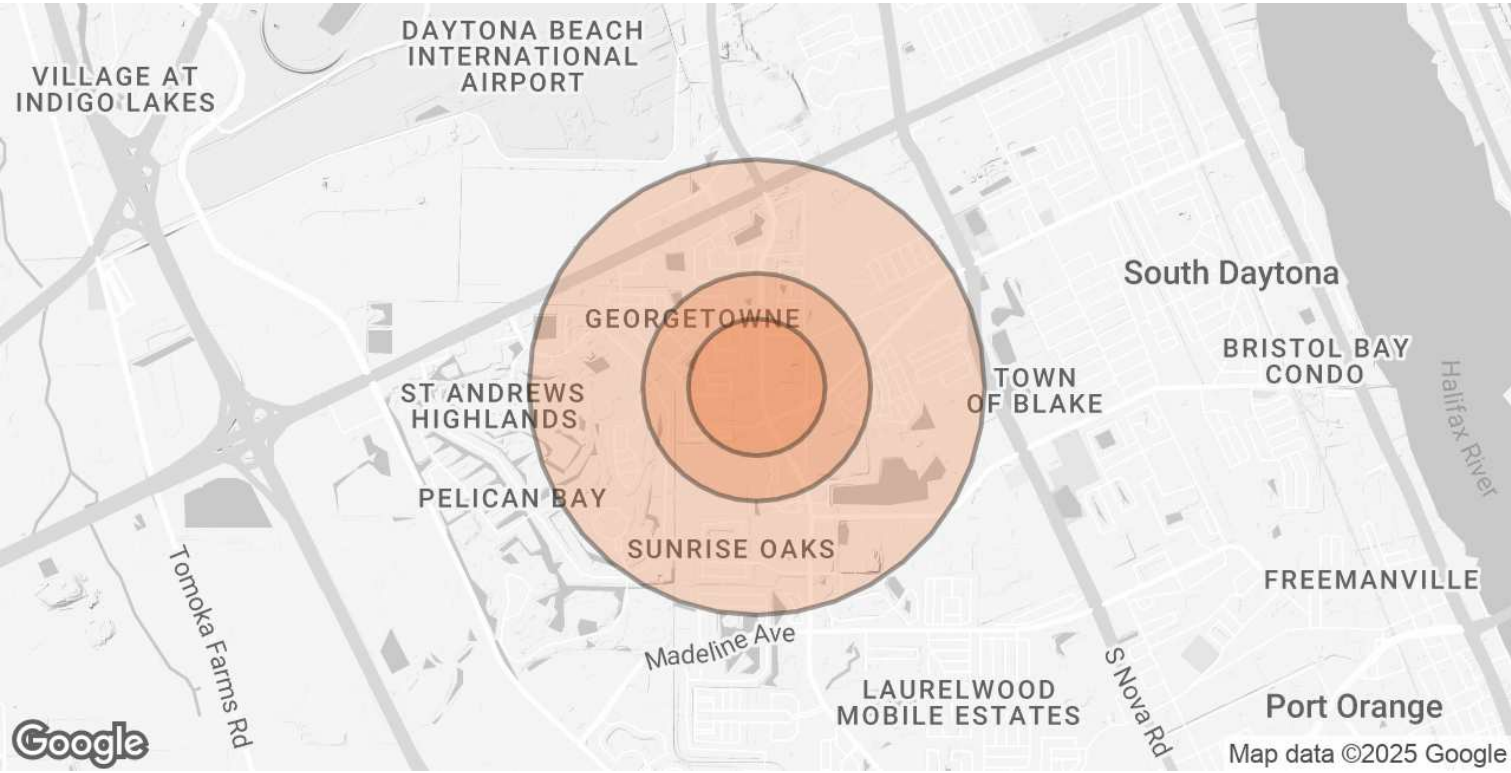 DAYTONA BEACH
INTERNATIONAL
AIRPORT
VILLAGE AT
INDIGO LAKES
South Daytona
GEORGETOWNE
BRISTOL BAY
CONDO
ST ANDREWS
HIGHLANDS
TOWN
OF BLAKE
Halifax River
PELICAN BAY
SUNRISE OAKS
FREEMANVILLE
Tomoka Farms Rd
Madeline Ave
S Nova Rd
LAURELWOOD
MOBILE ESTATES
Port Orange
Google
Map data ©2025 Google